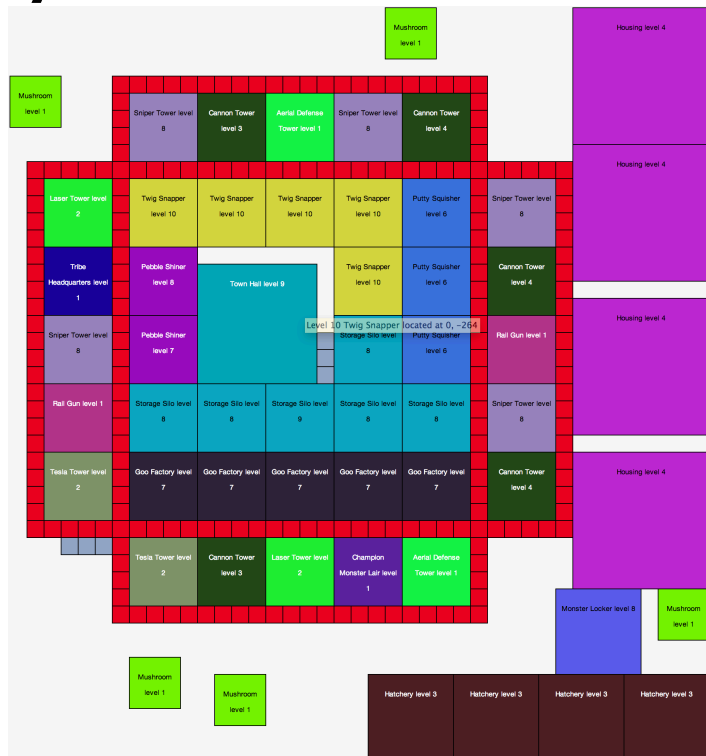 Mushroom
level 1
Housing level 4
Mushroom
level 1
Sniper Tower level
8
Cannon Tower
level 3
Aerial Defense
Tower level 1
Sniper Tower level
8
Cannon Tower
level 4
Housing level 4
Laser Tower level
2
Twig Snapper
level 10
Twig Snapper
level 10
Twig Snapper
level 10
Twig Snapper
level 10
Putty Squisher
level 6
Sniper Tower level
8
Tribe
Headquarters level
1
Pebble Shiner
level 8
Town Hall level 9
Twig Snapper
level 10
Putty Squisher
level 6
Cannon Tower
level 4
Housing level 4
Level 10 Twig Snapper located at 0, -264
Sniper Tower level
8
Pebble Shiner
level 7
Storage Silo level
8
Putty Squisher
level 6
Rail Gun level 1
Rail Gun level 1
Storage Silo level
8
Storage Silo level
8
Storage Silo level
9
Storage Silo level
8
Storage Silo level
8
Sniper Tower level
8
Housing level 4
Tesla Tower level
2
Goo Factory level
7
Goo Factory level
7
Goo Factory level
7
Goo Factory level
7
Goo Factory level
7
Cannon Tower
level 4
Tesla Tower level
2
Cannon Tower
level 3
Laser Tower level
2
Champion
Monster Lair level
1
Aerial Defense
Tower level 1
Monster Locker level 8
Mushroom
level 1
Mushroom
level 1
Mushroom
level 1
Hatchery level 3
Hatchery level 3
Hatchery level 3
Hatchery level 3